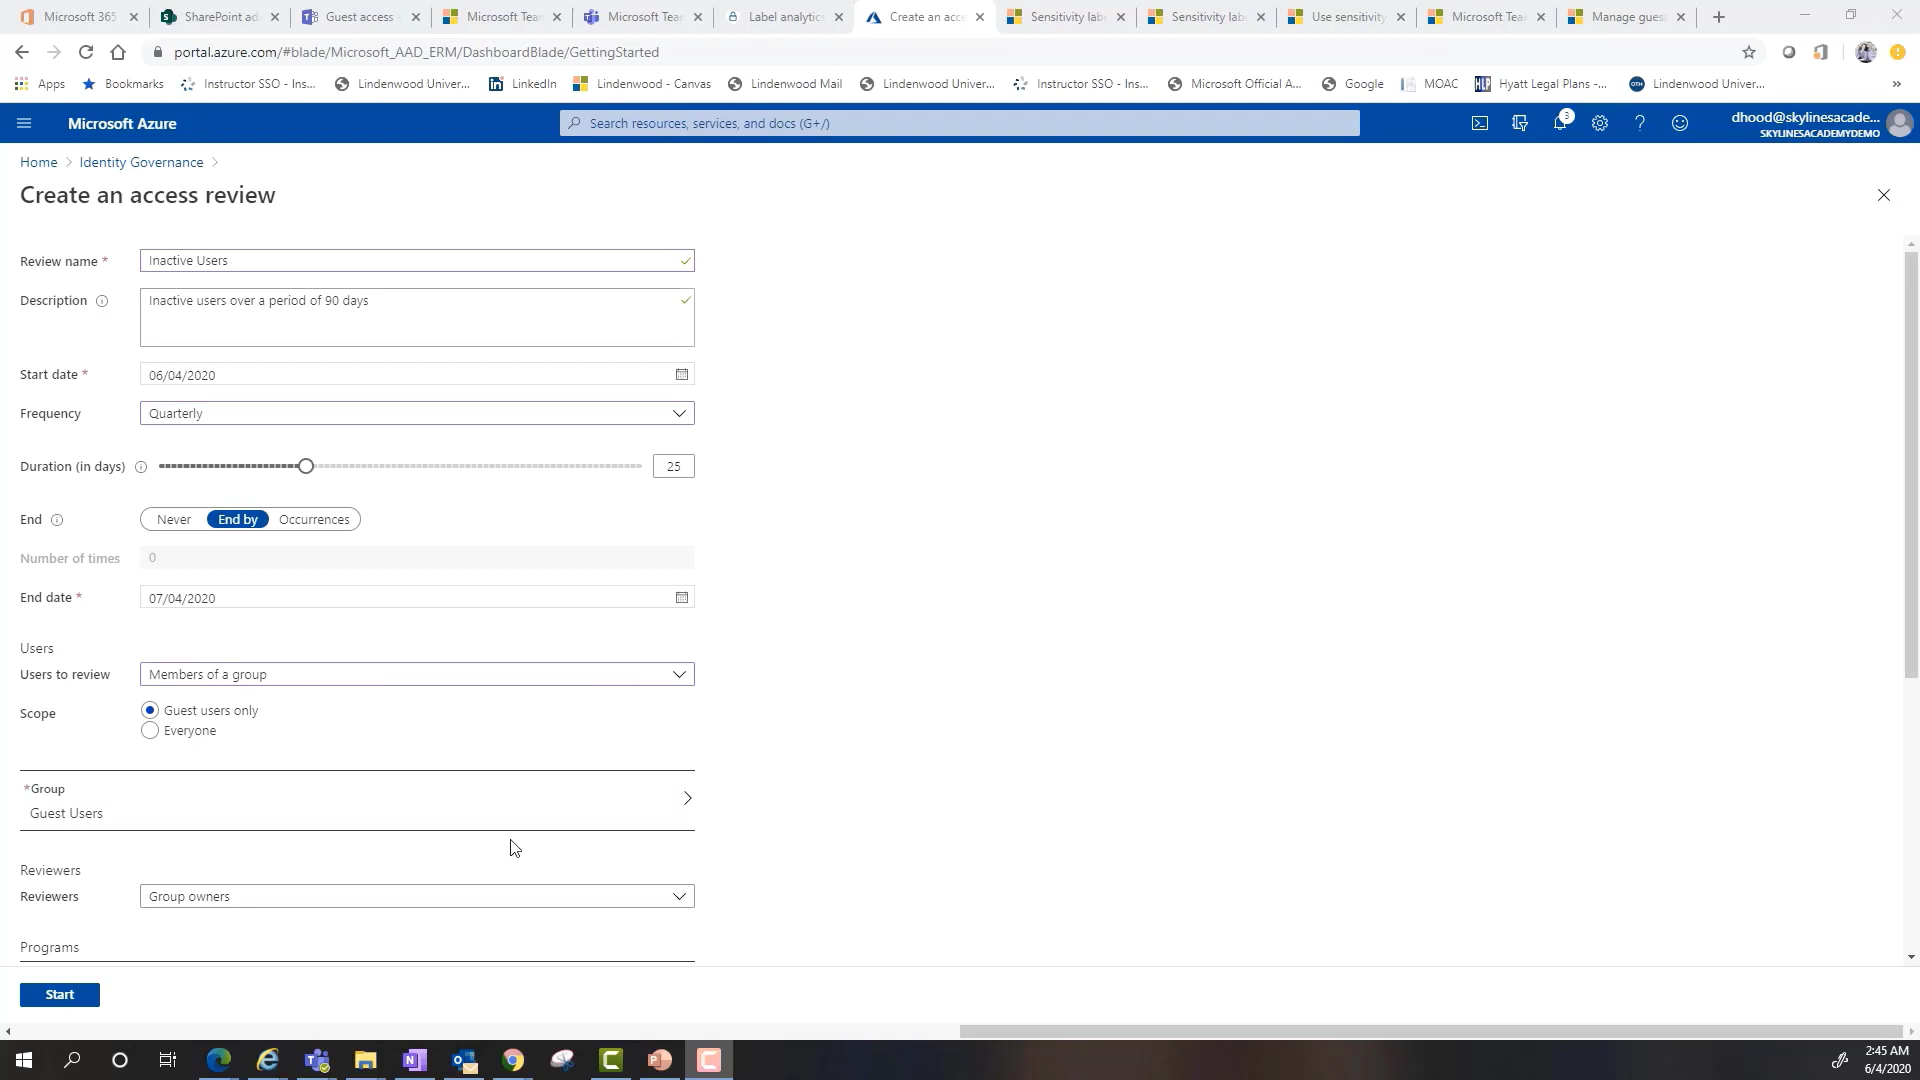 Microsoft 365
SharePoint ad
Guest access -
Microsoft Tea
Microsoft Tea
Label analytics
Create an acc
Sensitivity lab
Sensitivity lab
Use sensitivity
Microsoft Tea
Manage gues
portal.azure.com/#blade/Microsoft_AAD_ERM/DashboardBlade/GettingStarted
Apps
Bookmarks
Instructor SSO - Ins...
Lindenwood Univer...
LinkedIn
Lindenwood - Canvas
Lindenwood Mail
Lindenwood Univer...
Instructor SSO - Ins...
Microsoft Official A...
Google
MOAC
Hyatt Legal Plans -...
Lindenwood Univer...
Microsoft Azure
Search resources, services, and docs (G+/)
3
dhood@skylinesacade...
SKYLINESACADEMYDEMO
Home > Identity Governance >
Create an access review
Review name *
Inactive Users
Description
Inactive users over a period of 90 days
Start date *
06/04/2020
Frequency
Quarterly
Duration (in days)
25
End
Never
End by
Occurrences
Number of times
0
End date *
07/04/2020
Users
Users to review
Members of a group
Scope
Guest users only
Everyone
*Group
Guest Users
Reviewers
Reviewers
Group owners
Programs
Start
2:45 AM
6/4/2020